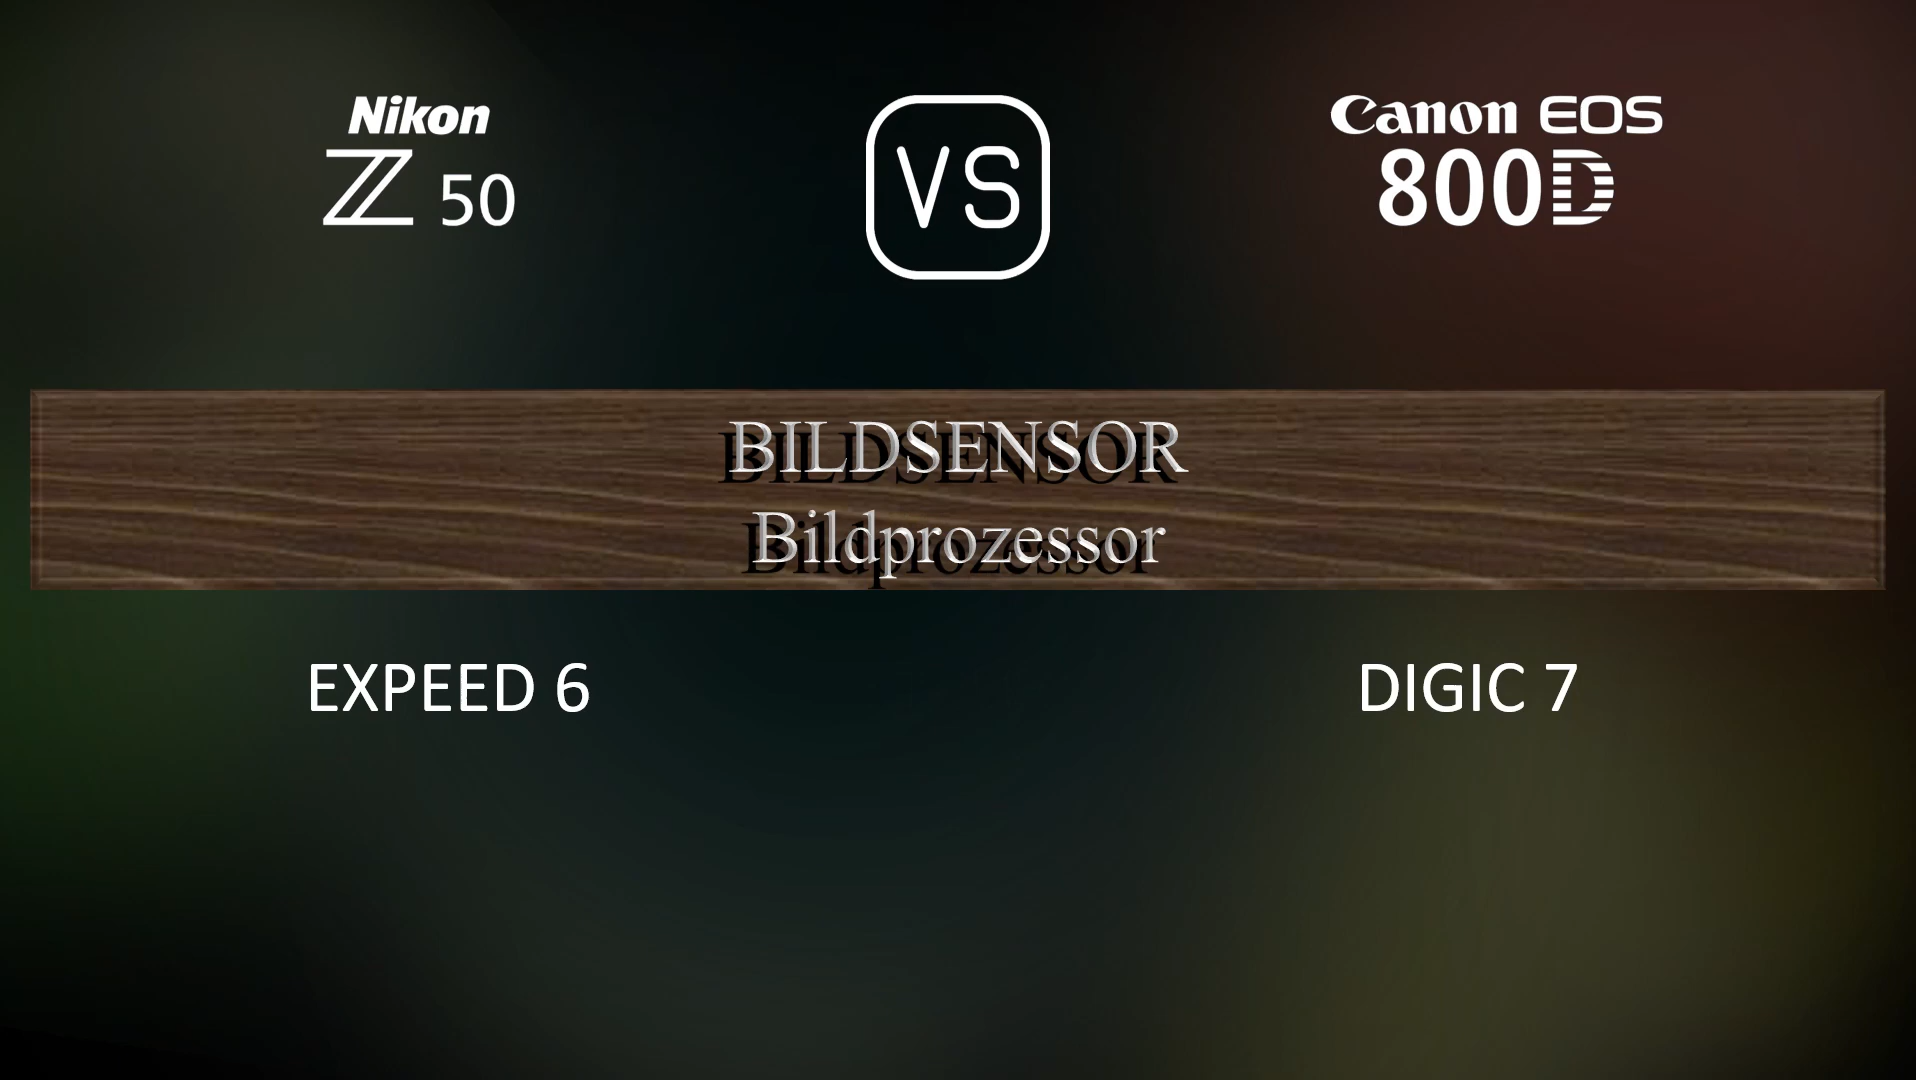 Nikon
Z 50
VS
Canon EOS
800D
BILDSENSOR
Bildprozessor
EXPEED 6
DIGIC 7